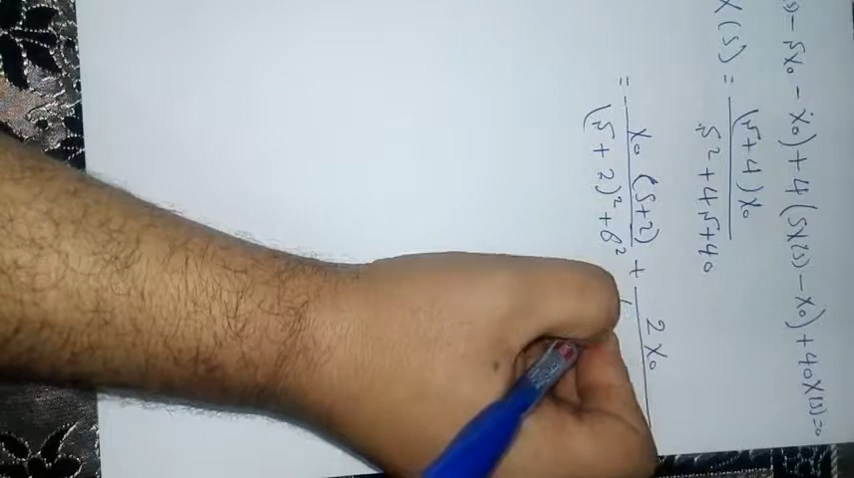 s) - sx₀ - ẋ₀) + 4(sX(s) - x₀) + 40X(s) = 0
X(s) = (s+4)x₀ / s² + 4s + 40
= x₀(s+2) / (s+2)² + 6² + 2x₀ /